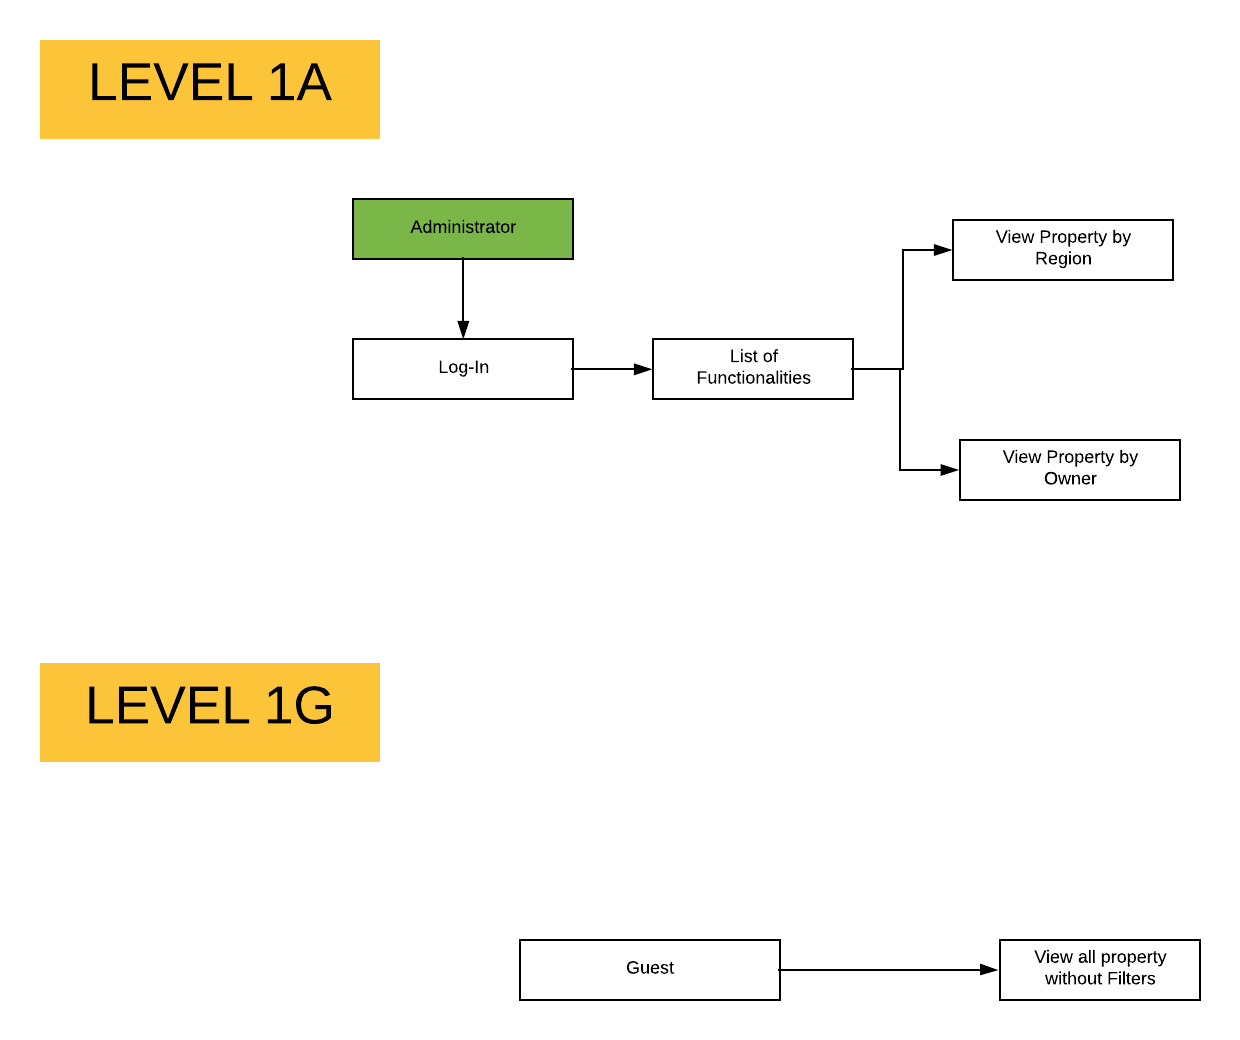 LEVEL 1A
Administrator
View Property by
Region
Log-In
List of
Functionalities
View Property by
Owner
LEVEL 1G
Guest
View all property
without Filters